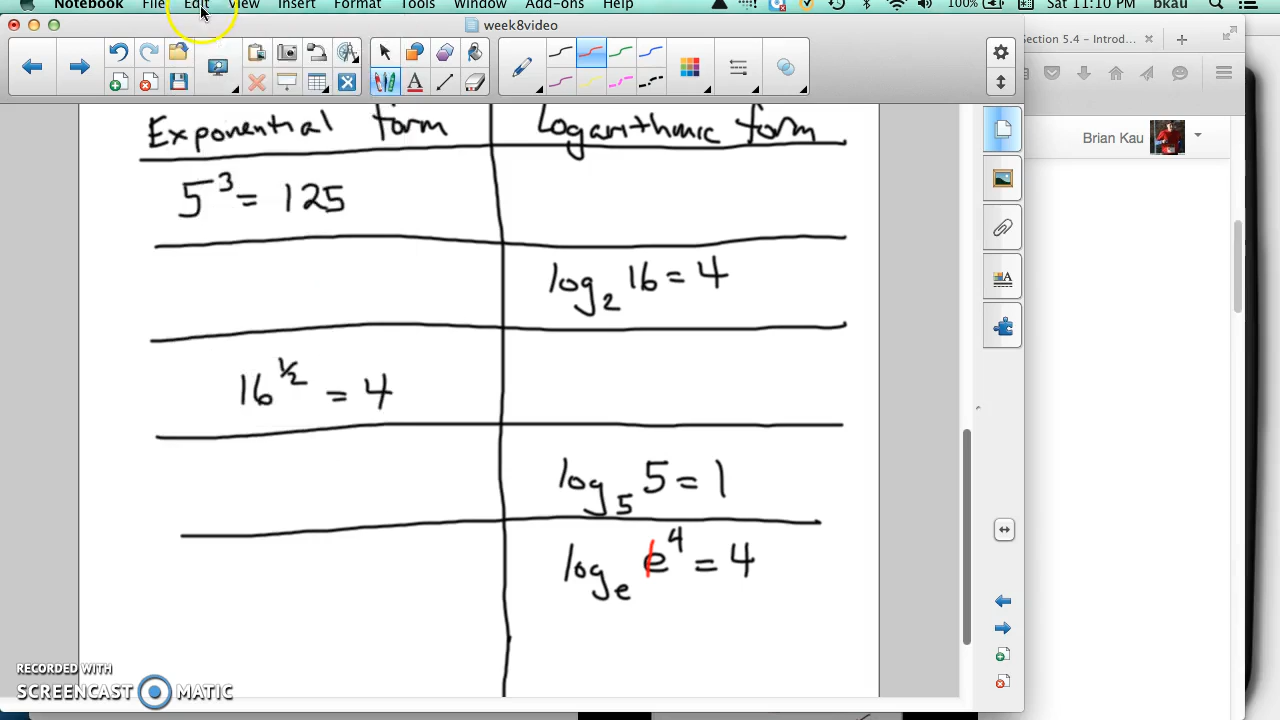 Notebook File Edit View Insert Format Tools Window Add-ons Help 100% Sat 11:10 PM bkau
week8video
Section 5.4 – Introd...
Brian Kau
Exponential form Logarithmic form
5³ = 125
log₂ 16 = 4
16^½ = 4
log₅ 5 = 1
logₑ e⁴ = 4
RECORDED WITH
SCREENCAST MATIC